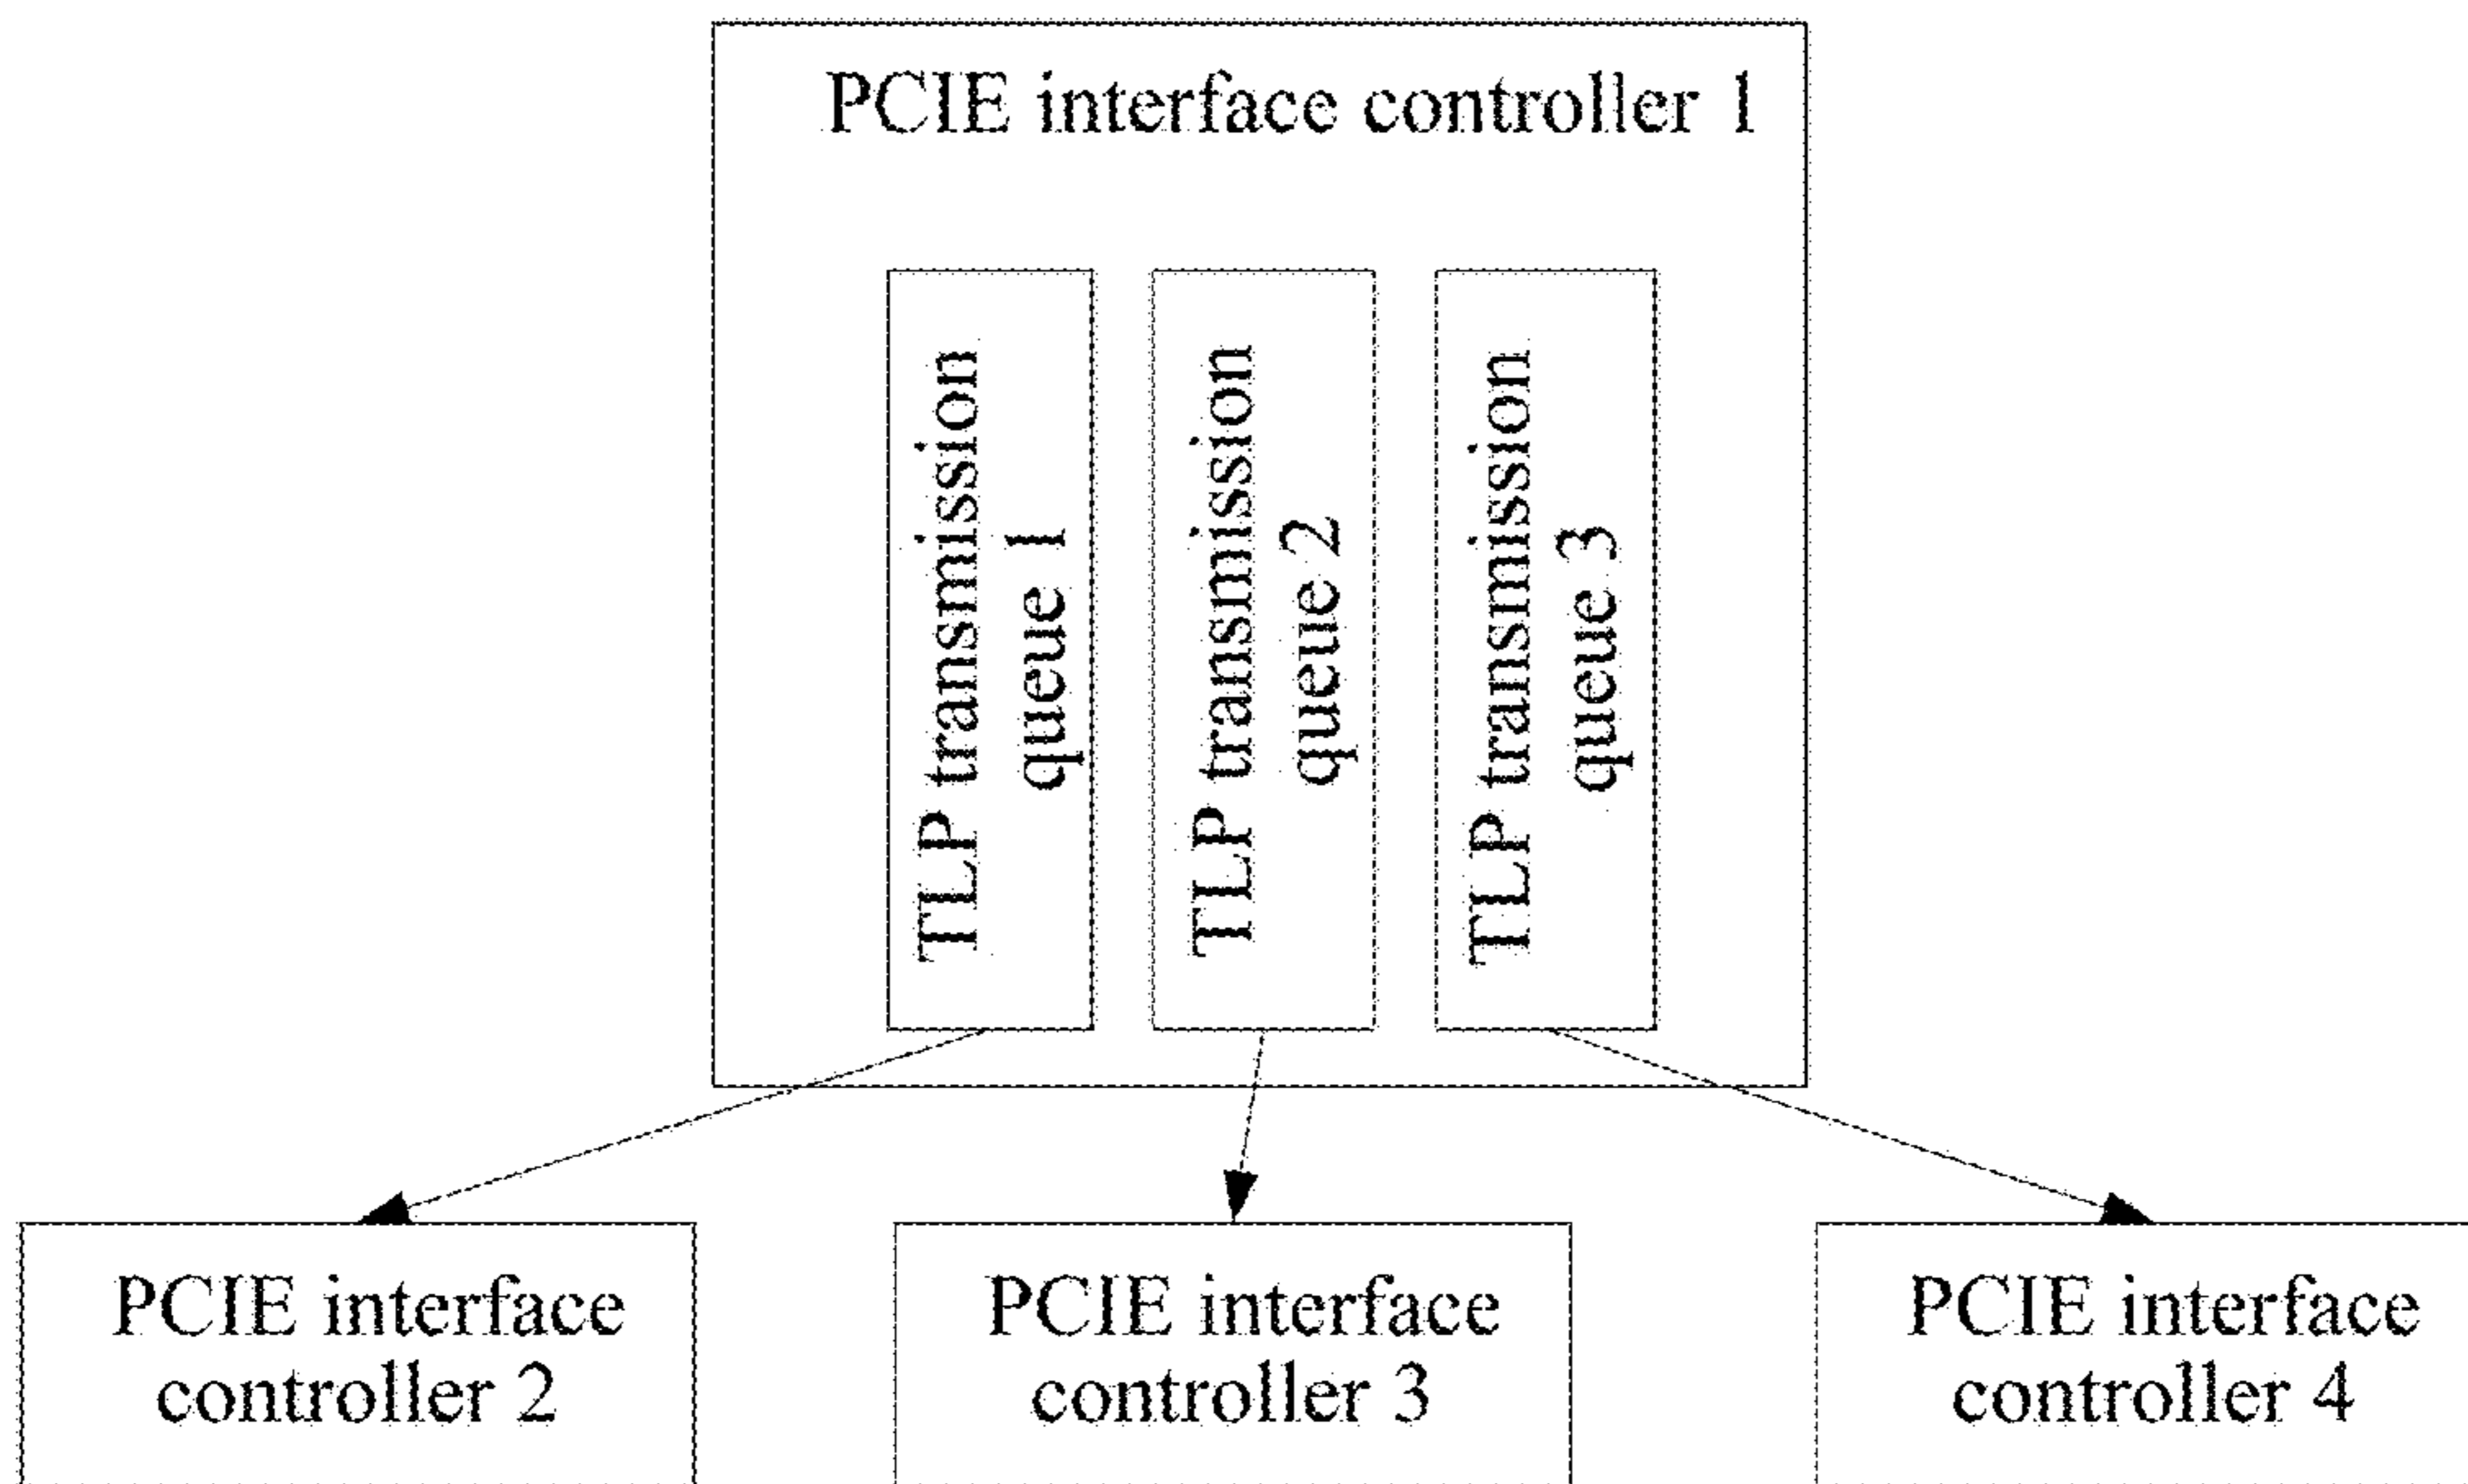 PCIE interface controller 1
TLP transmission
queue 1
TLP transmission
queue 2
TLP transmission
queue 3
PCIE interface
controller 2
PCIE interface
controller 3
PCIE interface
controller 4